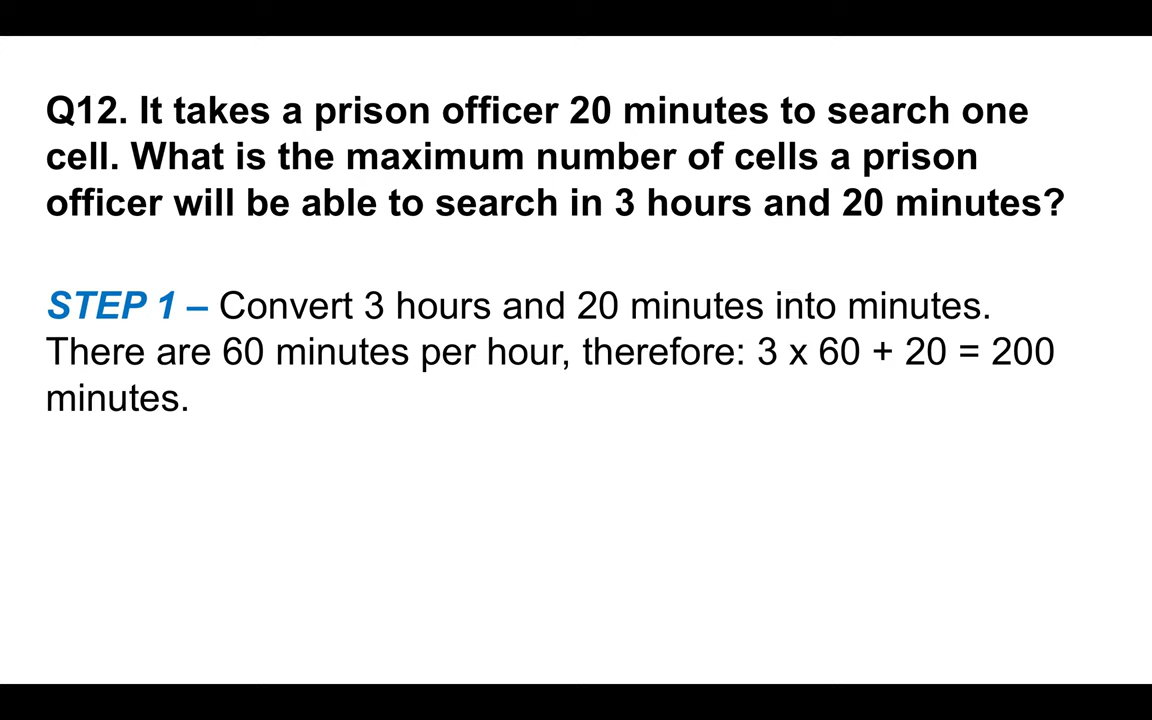 Q12. It takes a prison officer 20 minutes to search one
cell. What is the maximum number of cells a prison
officer will be able to search in 3 hours and 20 minutes?
STEP 1 – Convert 3 hours and 20 minutes into minutes.
There are 60 minutes per hour, therefore: 3 x 60 + 20 = 200
minutes.